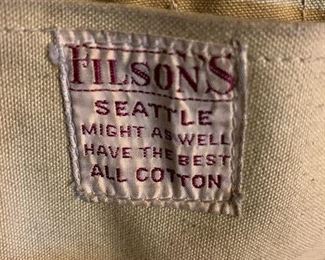 FILSON'S
SEATTLE
MIGHT AS WELL
HAVE THE BEST
ALL COTTON